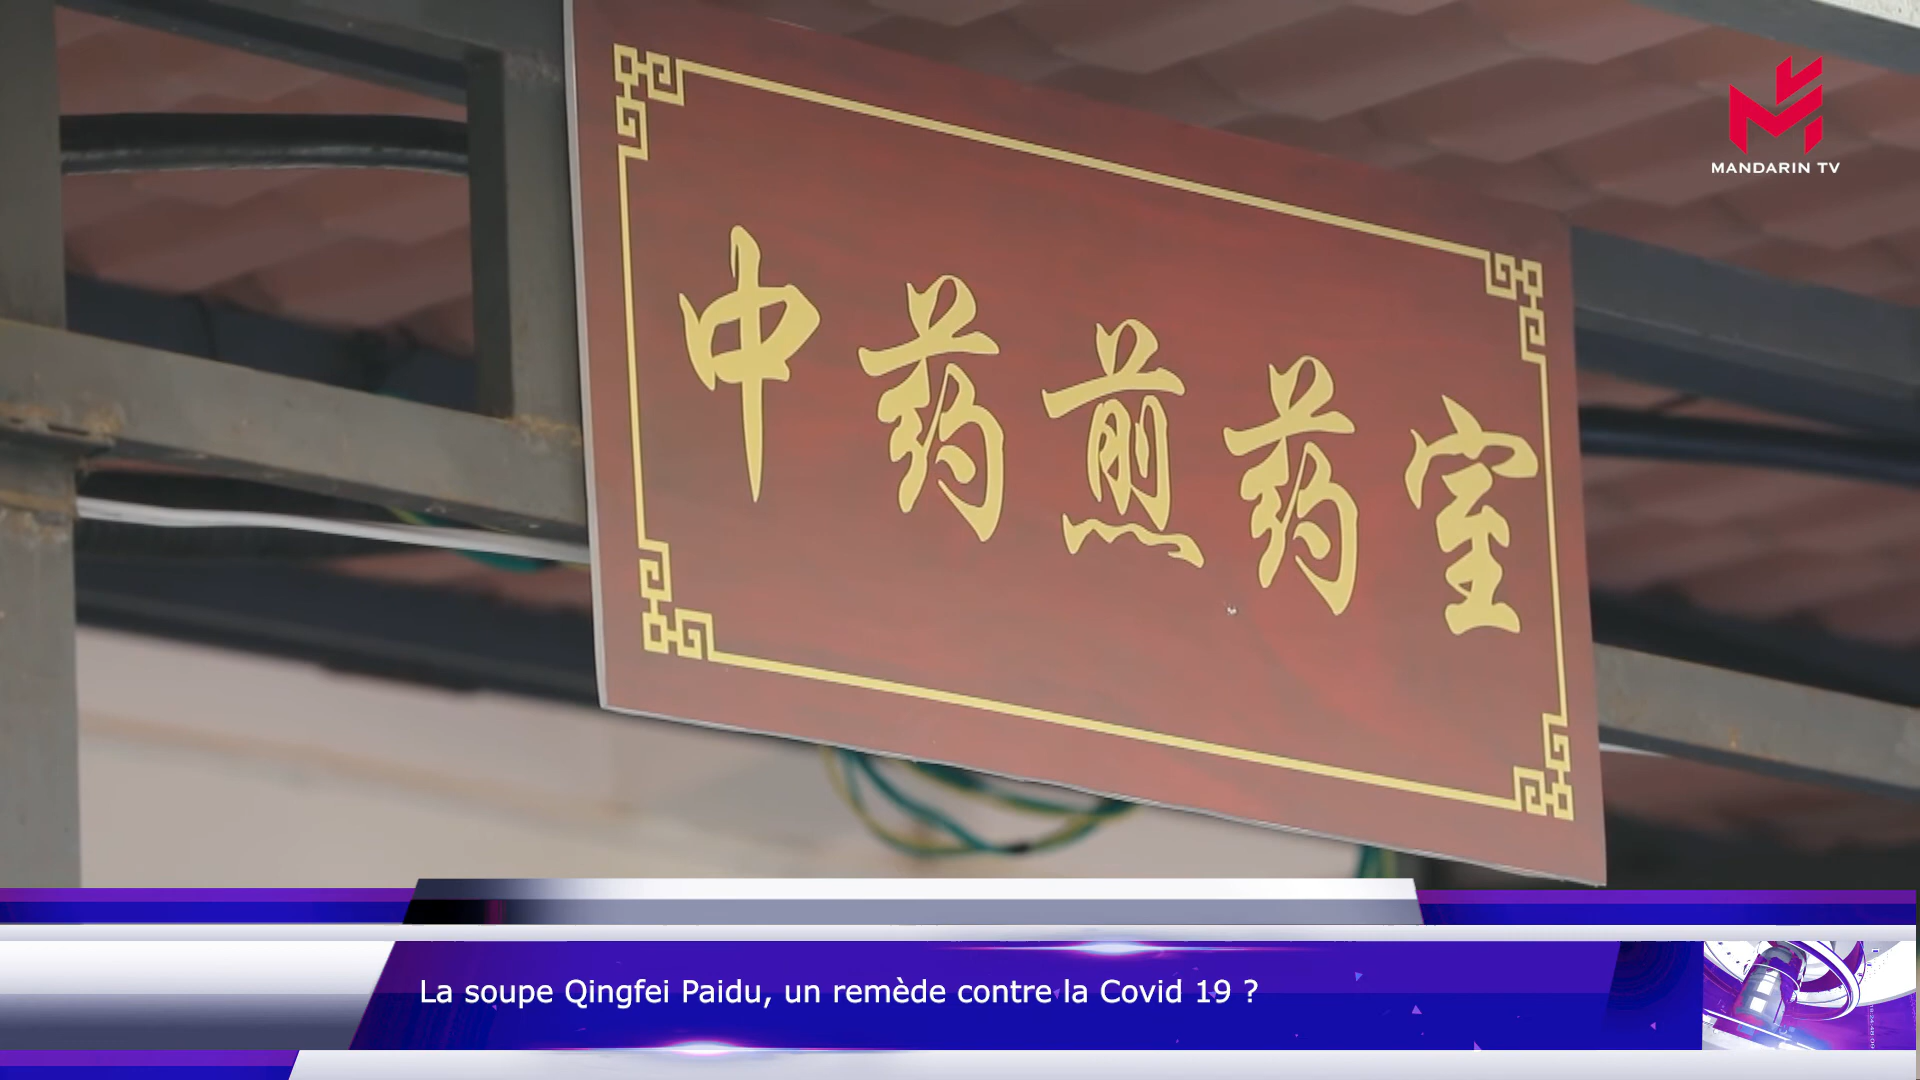 MANDARIN TV
中药煎药室
La soupe Qingfei Paidu, un remède contre la Covid 19 ?